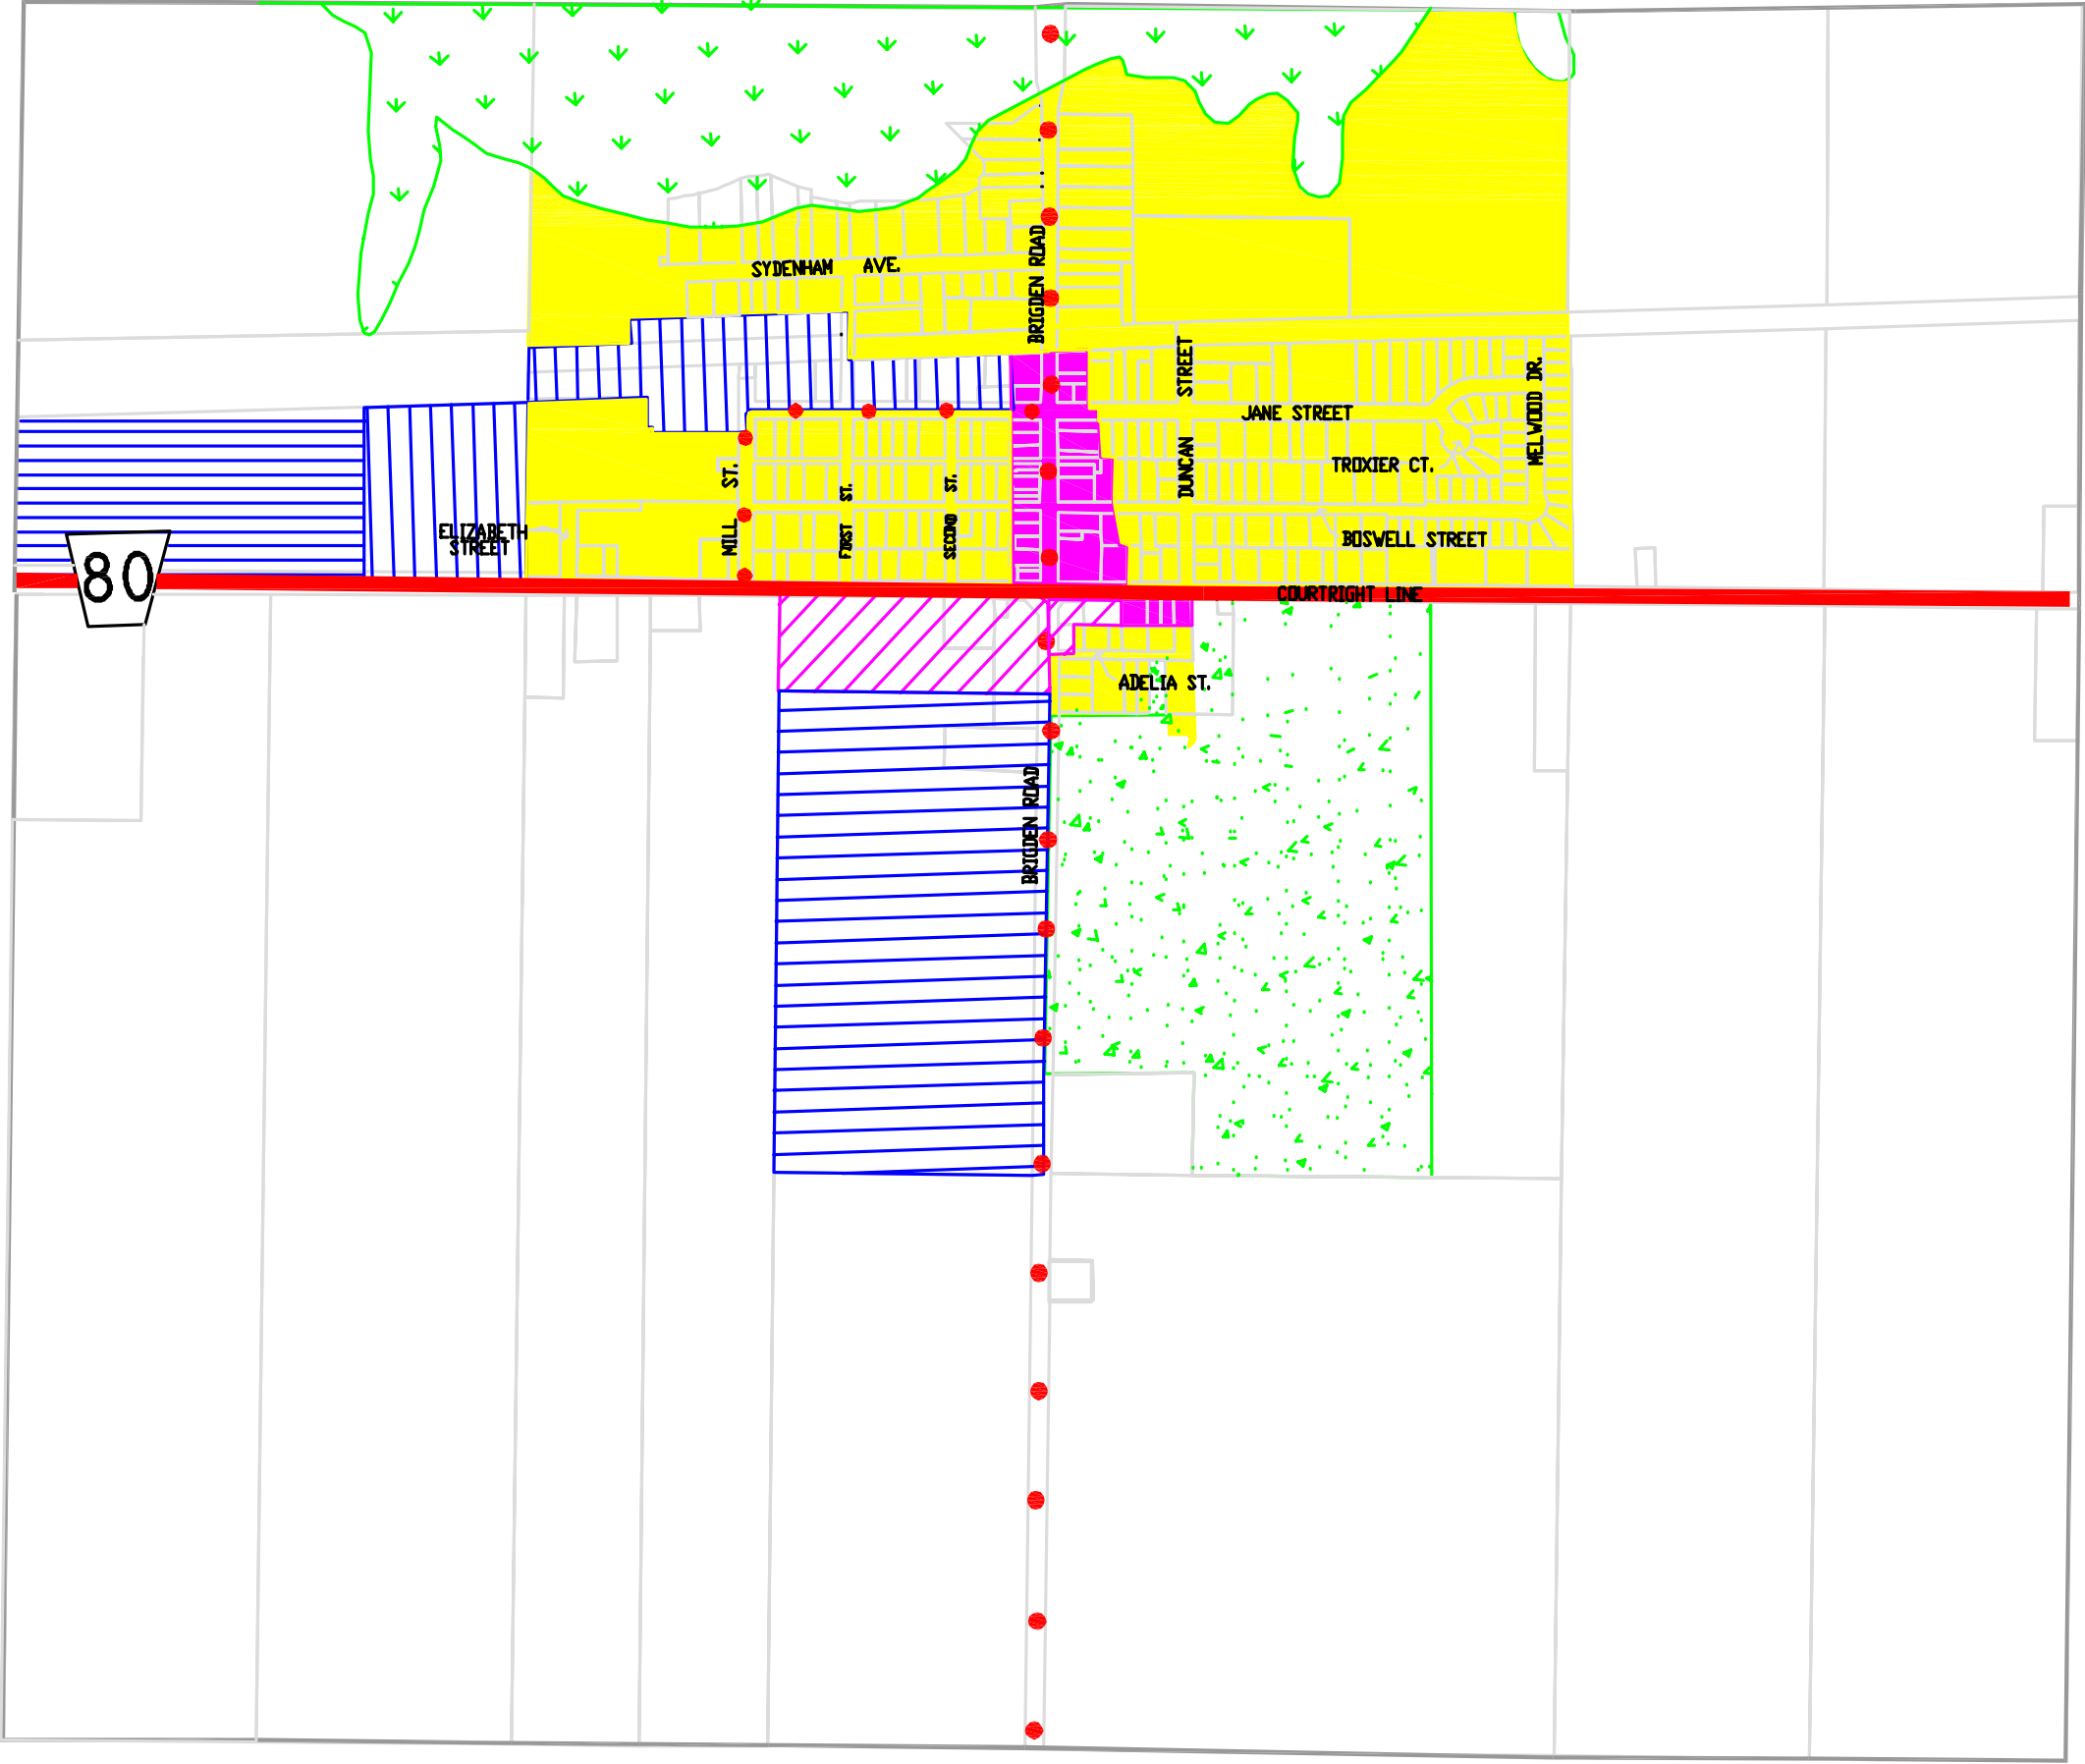 SYDENHAM AVE.
BRIGDEN ROAD
DUNCAN STREET
MELWOOD DR.
JANE STREET
TROXIER CT.
MILL ST.
FIRST ST.
SECOND ST.
ELIZABETH
STREET
BOSWELL STREET
80
COURTRIGHT LINE
ADELIA ST.
BRIGDEN ROAD